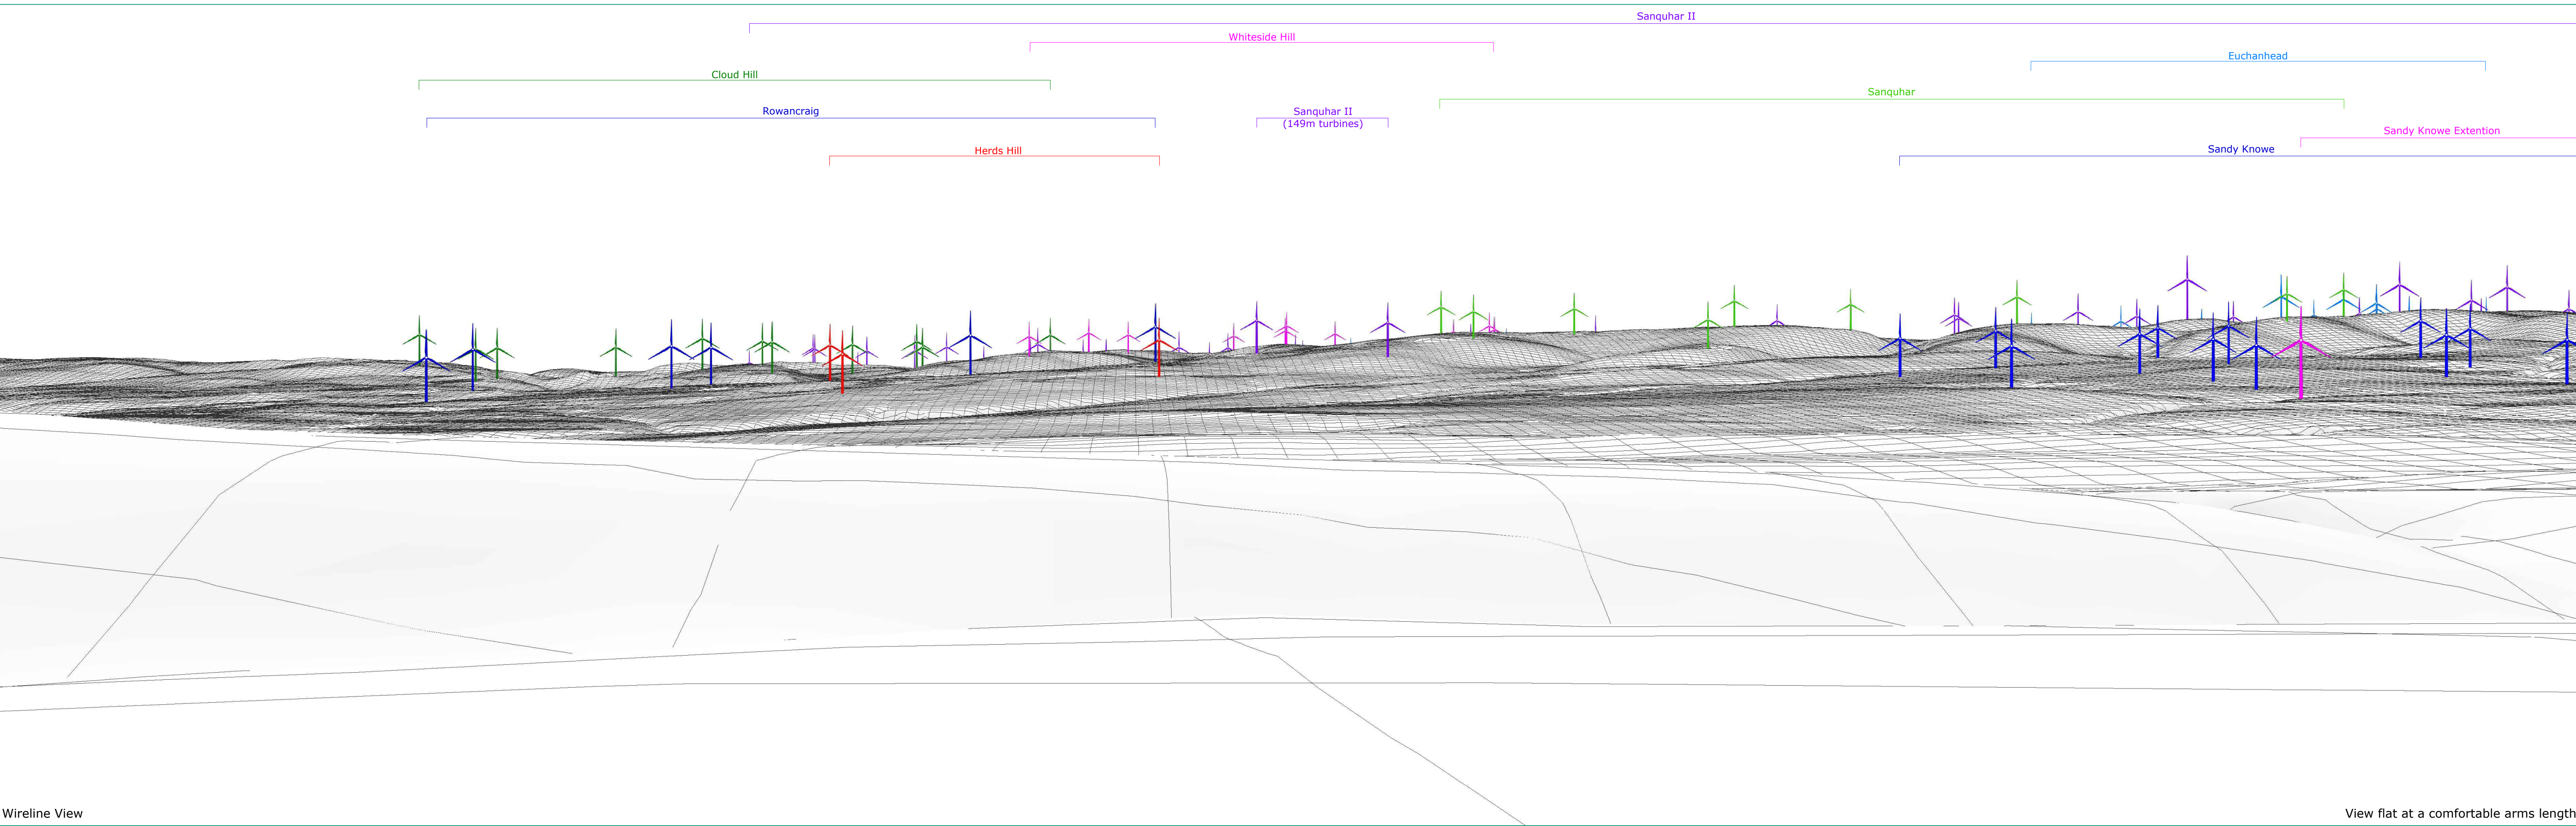 Sanquhar II
Whiteside Hill
Euchanhead
Cloud Hill
Sanquhar
Rowancraig
Sanquhar II
(149m turbines)
Sandy Knowe Extention
Herds Hill
Sandy Knowe
Wireline View
View flat at a comfortable arms length